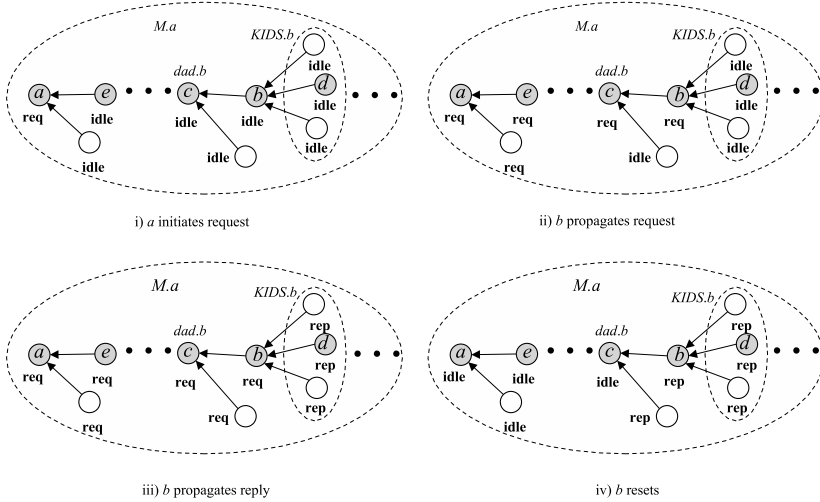 M.a
KIDS.b
idle
dad.b
a e c b d
req idle idle idle idle
idle idle idle
i) a initiates request
M.a
KIDS.b
idle
dad.b
a e c b d
req req req req idle
req idle idle
ii) b propagates request
M.a
KIDS.b
rep
dad.b
a e c b d
req req req req rep
req req rep
iii) b propagates reply
M.a
KIDS.b
rep
dad.b
a e c b d
idle idle idle rep rep
idle rep rep
iv) b resets